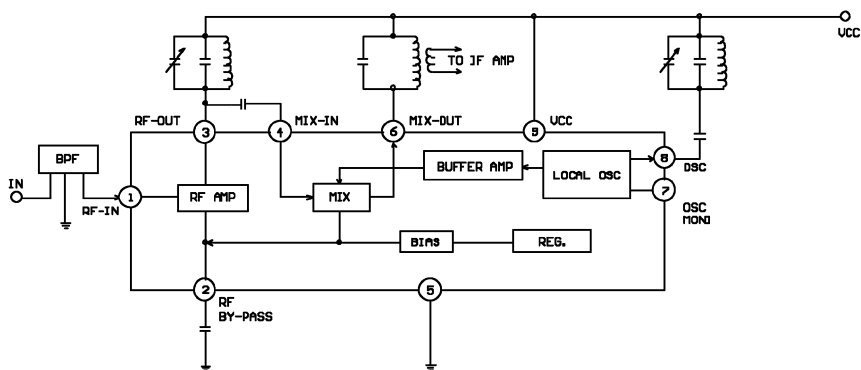 VCC
TO IF AMP
RF-OUT
3
4
MIX-IN
6
MIX-OUT
9
VCC
BPF
IN
RF-IN
1
RF AMP
MIX
BUFFER AMP
LOCAL OSC
8
OSC
7
OSC
MONI
BIAS
REG.
2
RF
BY-PASS
5